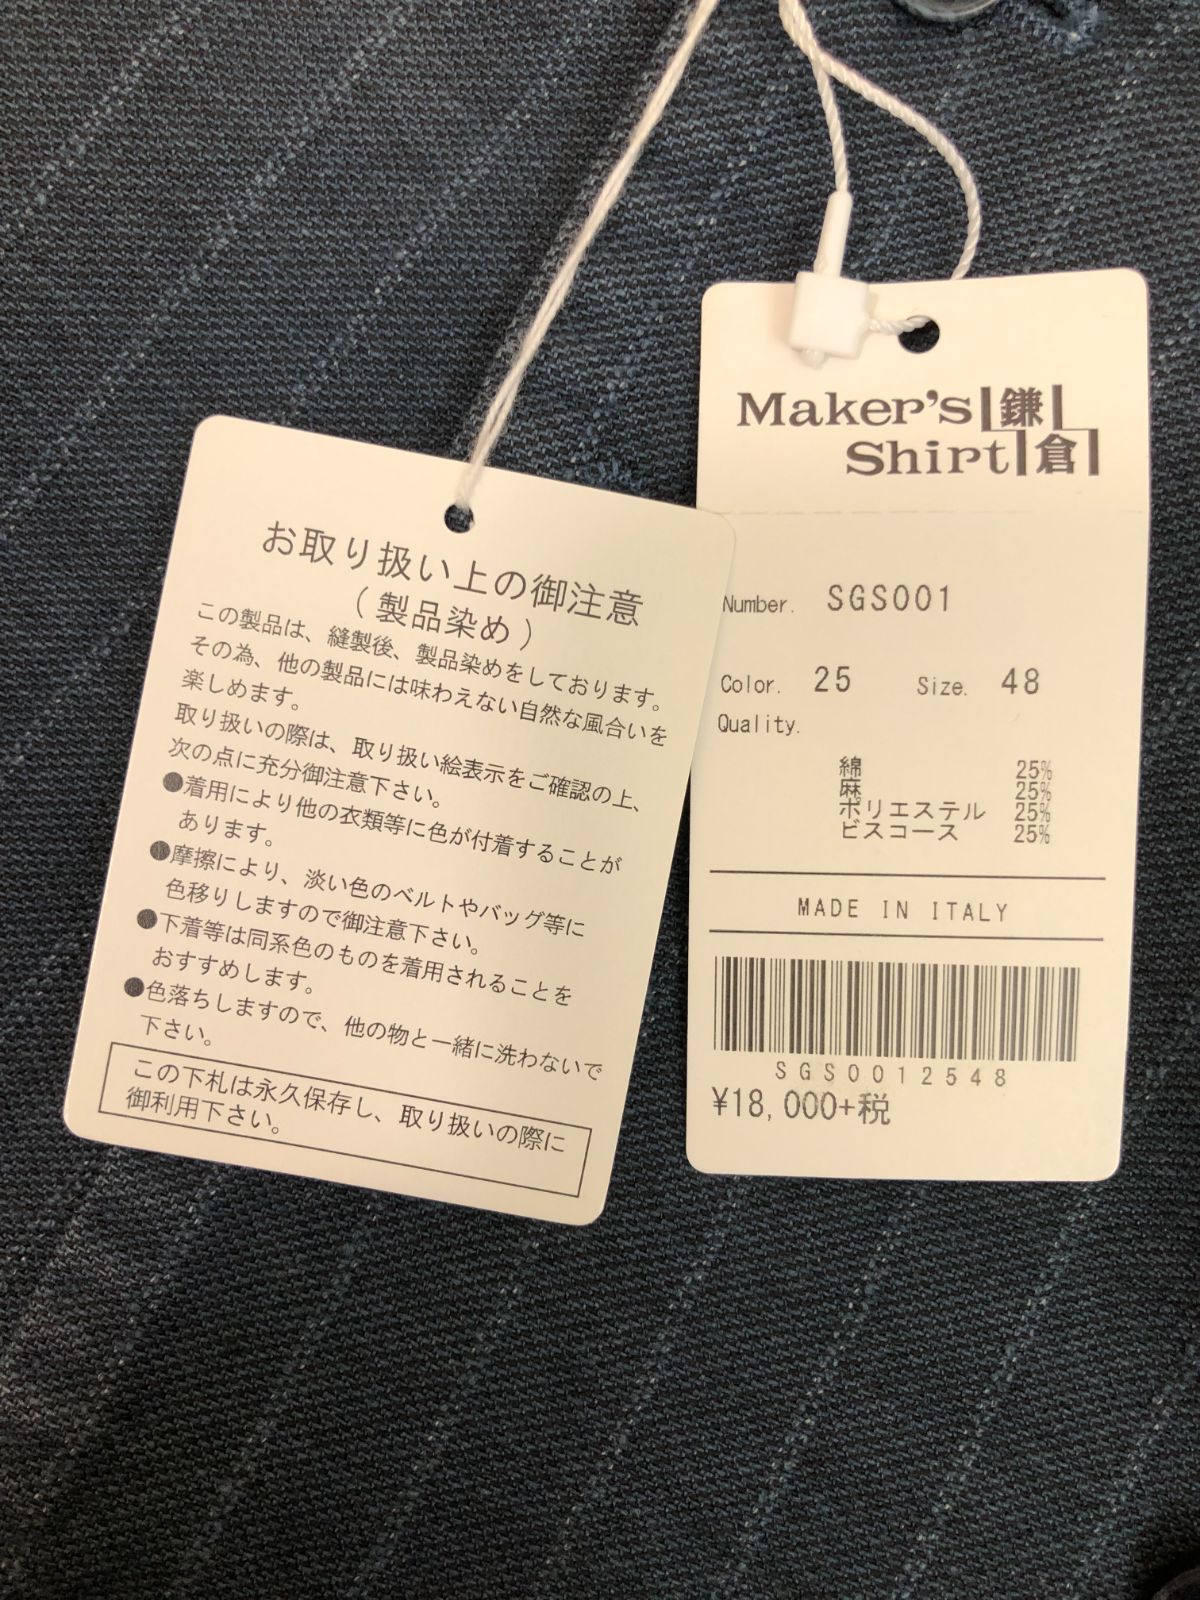 お取り扱い上の御注意
(製品染め)
この製品は、縫製後、製品染めをしております。
その為、他の製品には味わえない自然な風合いを
楽しめます。
取り扱いの際は、取り扱い絵表示をご確認の上、
次の点に充分御注意下さい。
●着用により他の衣類等に色が付着することが
あります。
●摩擦により、淡い色のベルトやバッグ等に
色移りしますので御注意下さい。
●下着等は同系色のものを着用されることを
おすすめします。
●色落ちしますので、他の物と一緒に洗わないで
下さい。
この下札は永久保存し、取り扱いの際に
御利用下さい。
Maker's 鎌
Shirt 倉
Number. SGS001
Color. 25 Size. 48
Quality.
綿 25%
麻 25%
ポリエステル 25%
ビスコース 25%
MADE IN ITALY
SGS0012548
¥18,000+税